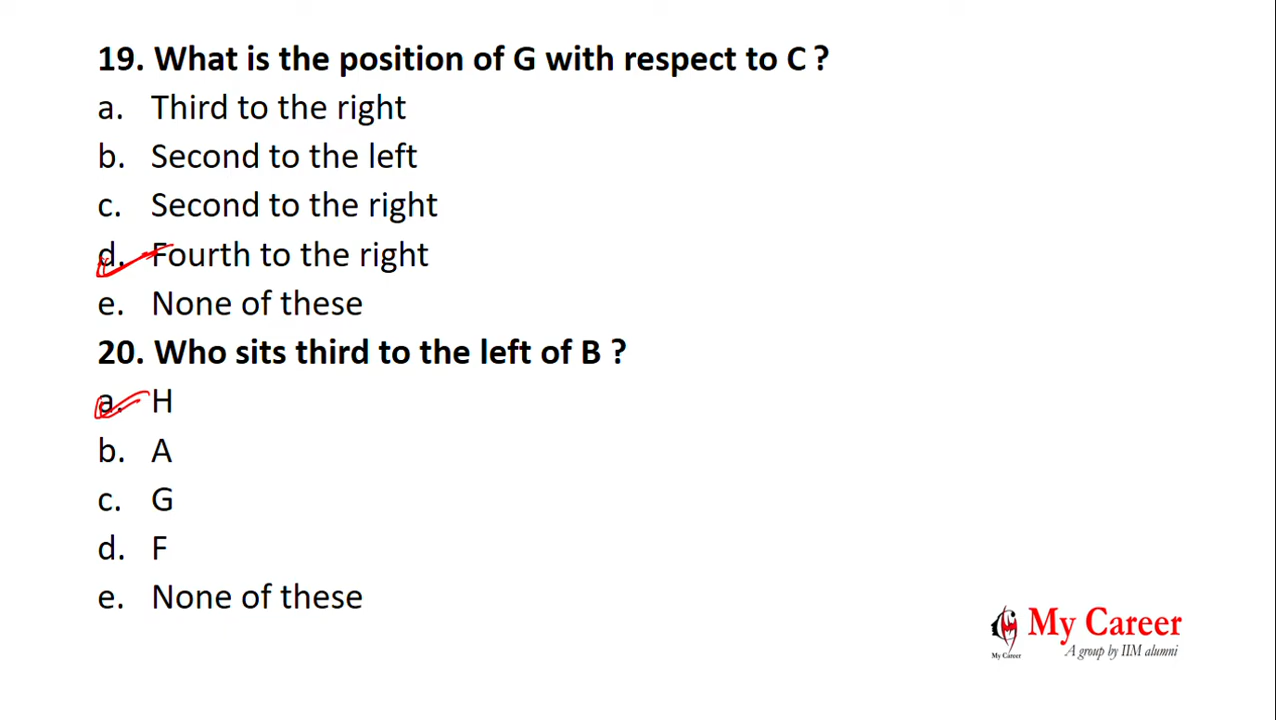 19. What is the position of G with respect to C ?
a. Third to the right
b. Second to the left
c. Second to the right
d. Fourth to the right
e. None of these
20. Who sits third to the left of B ?
a. H
b. A
c. G
d. F
e. None of these
My Career
A group by IIM alumni
My Career